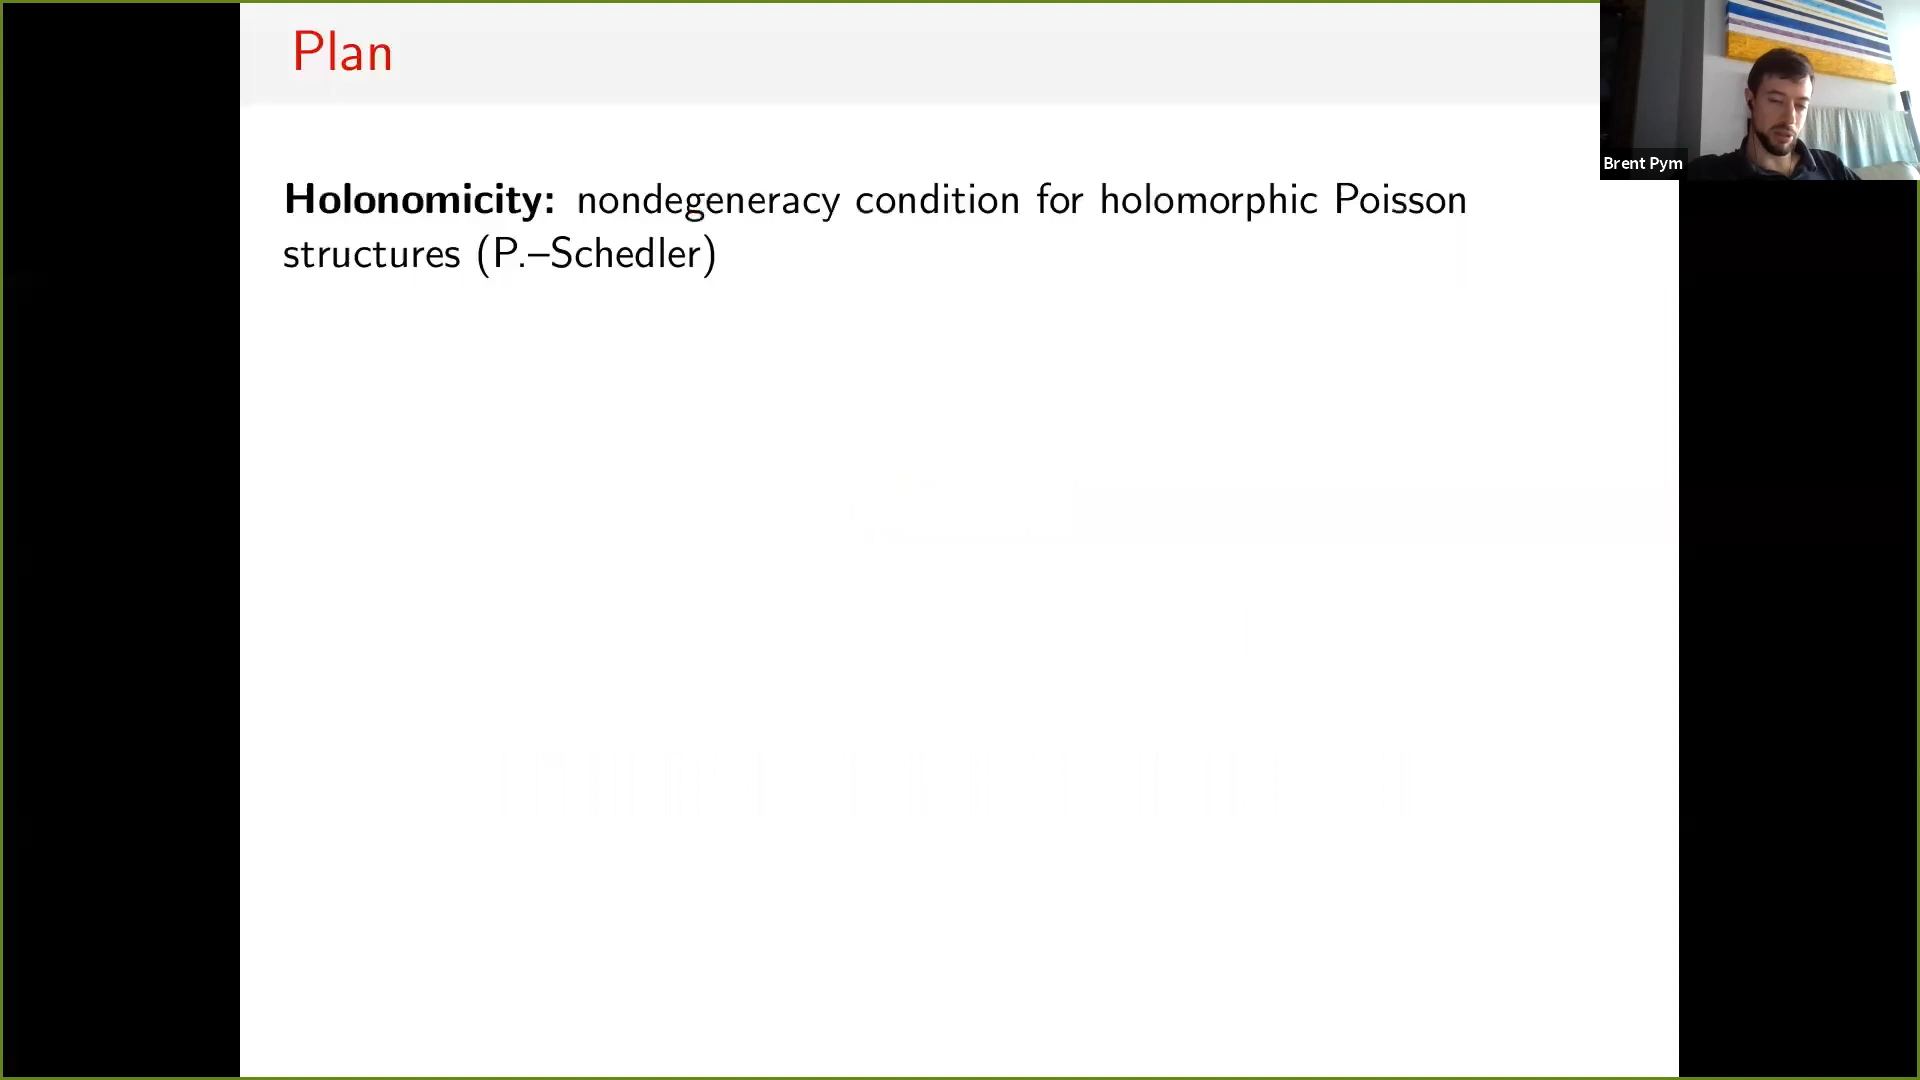 Plan
Brent Pym
Holonomicity: nondegeneracy condition for holomorphic Poisson
structures (P.–Schedler)